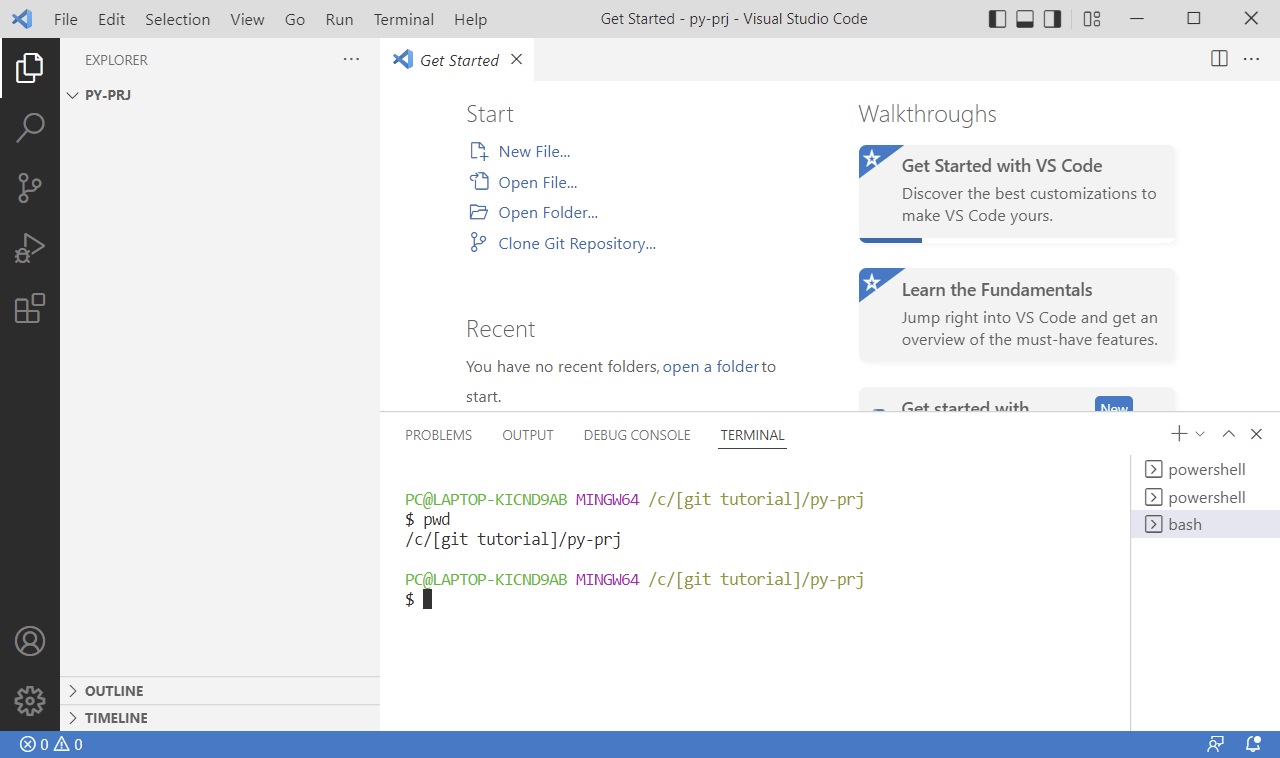 File Edit Selection View Go Run Terminal Help Get Started - py-prj - Visual Studio Code
EXPLORER
PY-PRJ
OUTLINE
TIMELINE
Get Started
Start
New File...
Open File...
Open Folder...
Clone Git Repository...
Recent
You have no recent folders, open a folder to
start.
Walkthroughs
Get Started with VS Code
Discover the best customizations to
make VS Code yours.
Learn the Fundamentals
Jump right into VS Code and get an
overview of the must-have features.
Get started with New
PROBLEMS OUTPUT DEBUG CONSOLE TERMINAL
PC@LAPTOP-KICND9AB MINGW64 /c/[git tutorial]/py-prj
$ pwd
/c/[git tutorial]/py-prj
PC@LAPTOP-KICND9AB MINGW64 /c/[git tutorial]/py-prj
$
powershell
powershell
bash
0 0